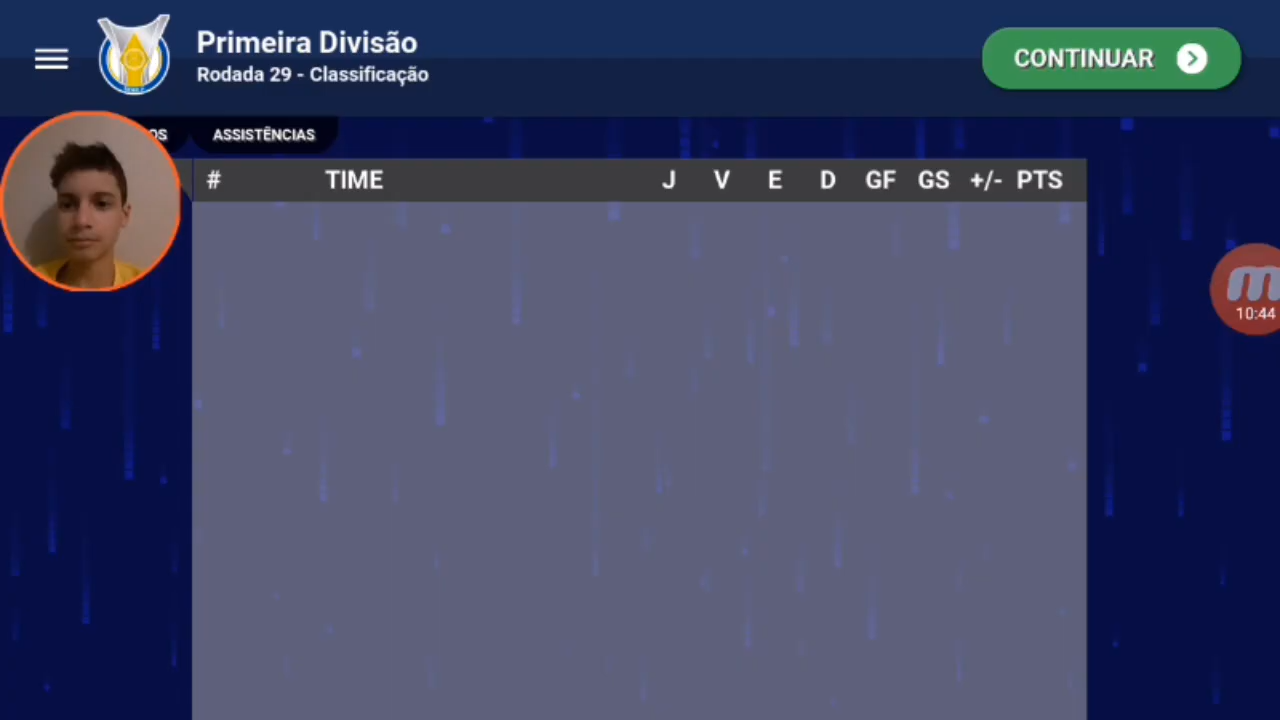 Primeira Divisão
Rodada 29 - Classificação
CONTINUAR
ASSISTÊNCIAS
# TIME J V E D GF GS +/- PTS
10:44